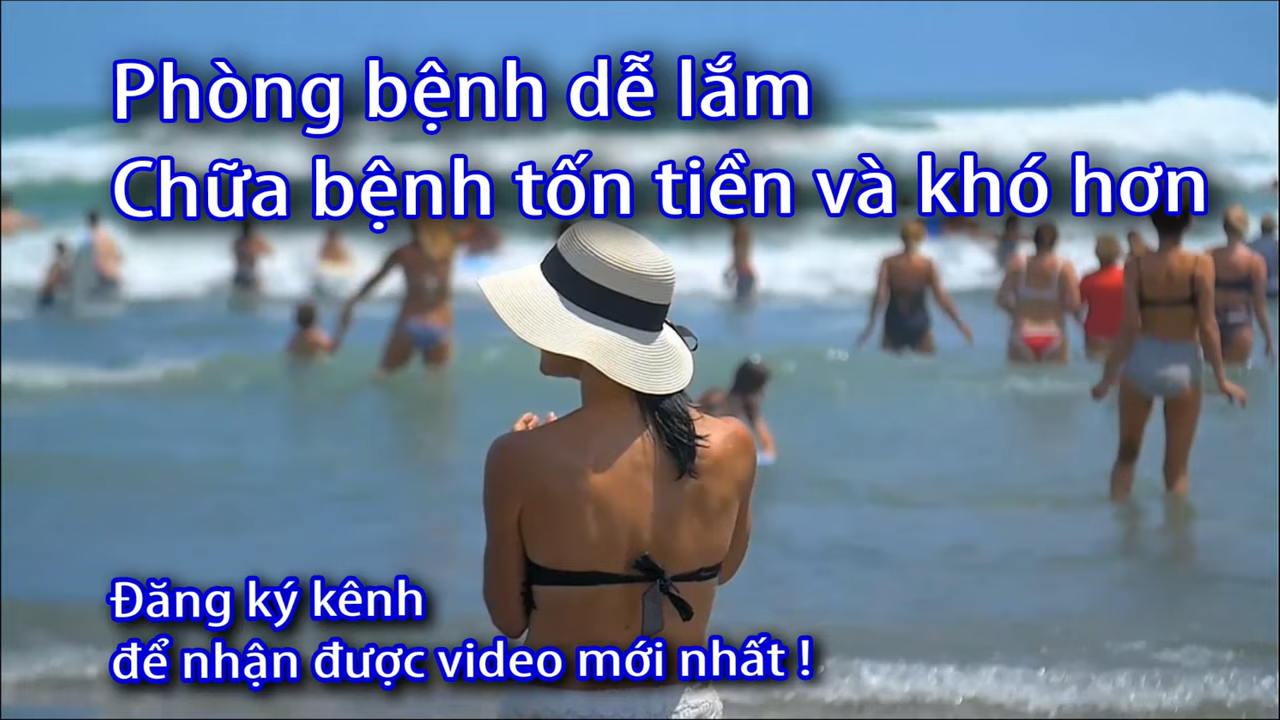 Phòng bệnh dễ lắm
Chữa bệnh tốn tiền và khó hơn
Đăng ký kênh
để nhận được video mới nhất !